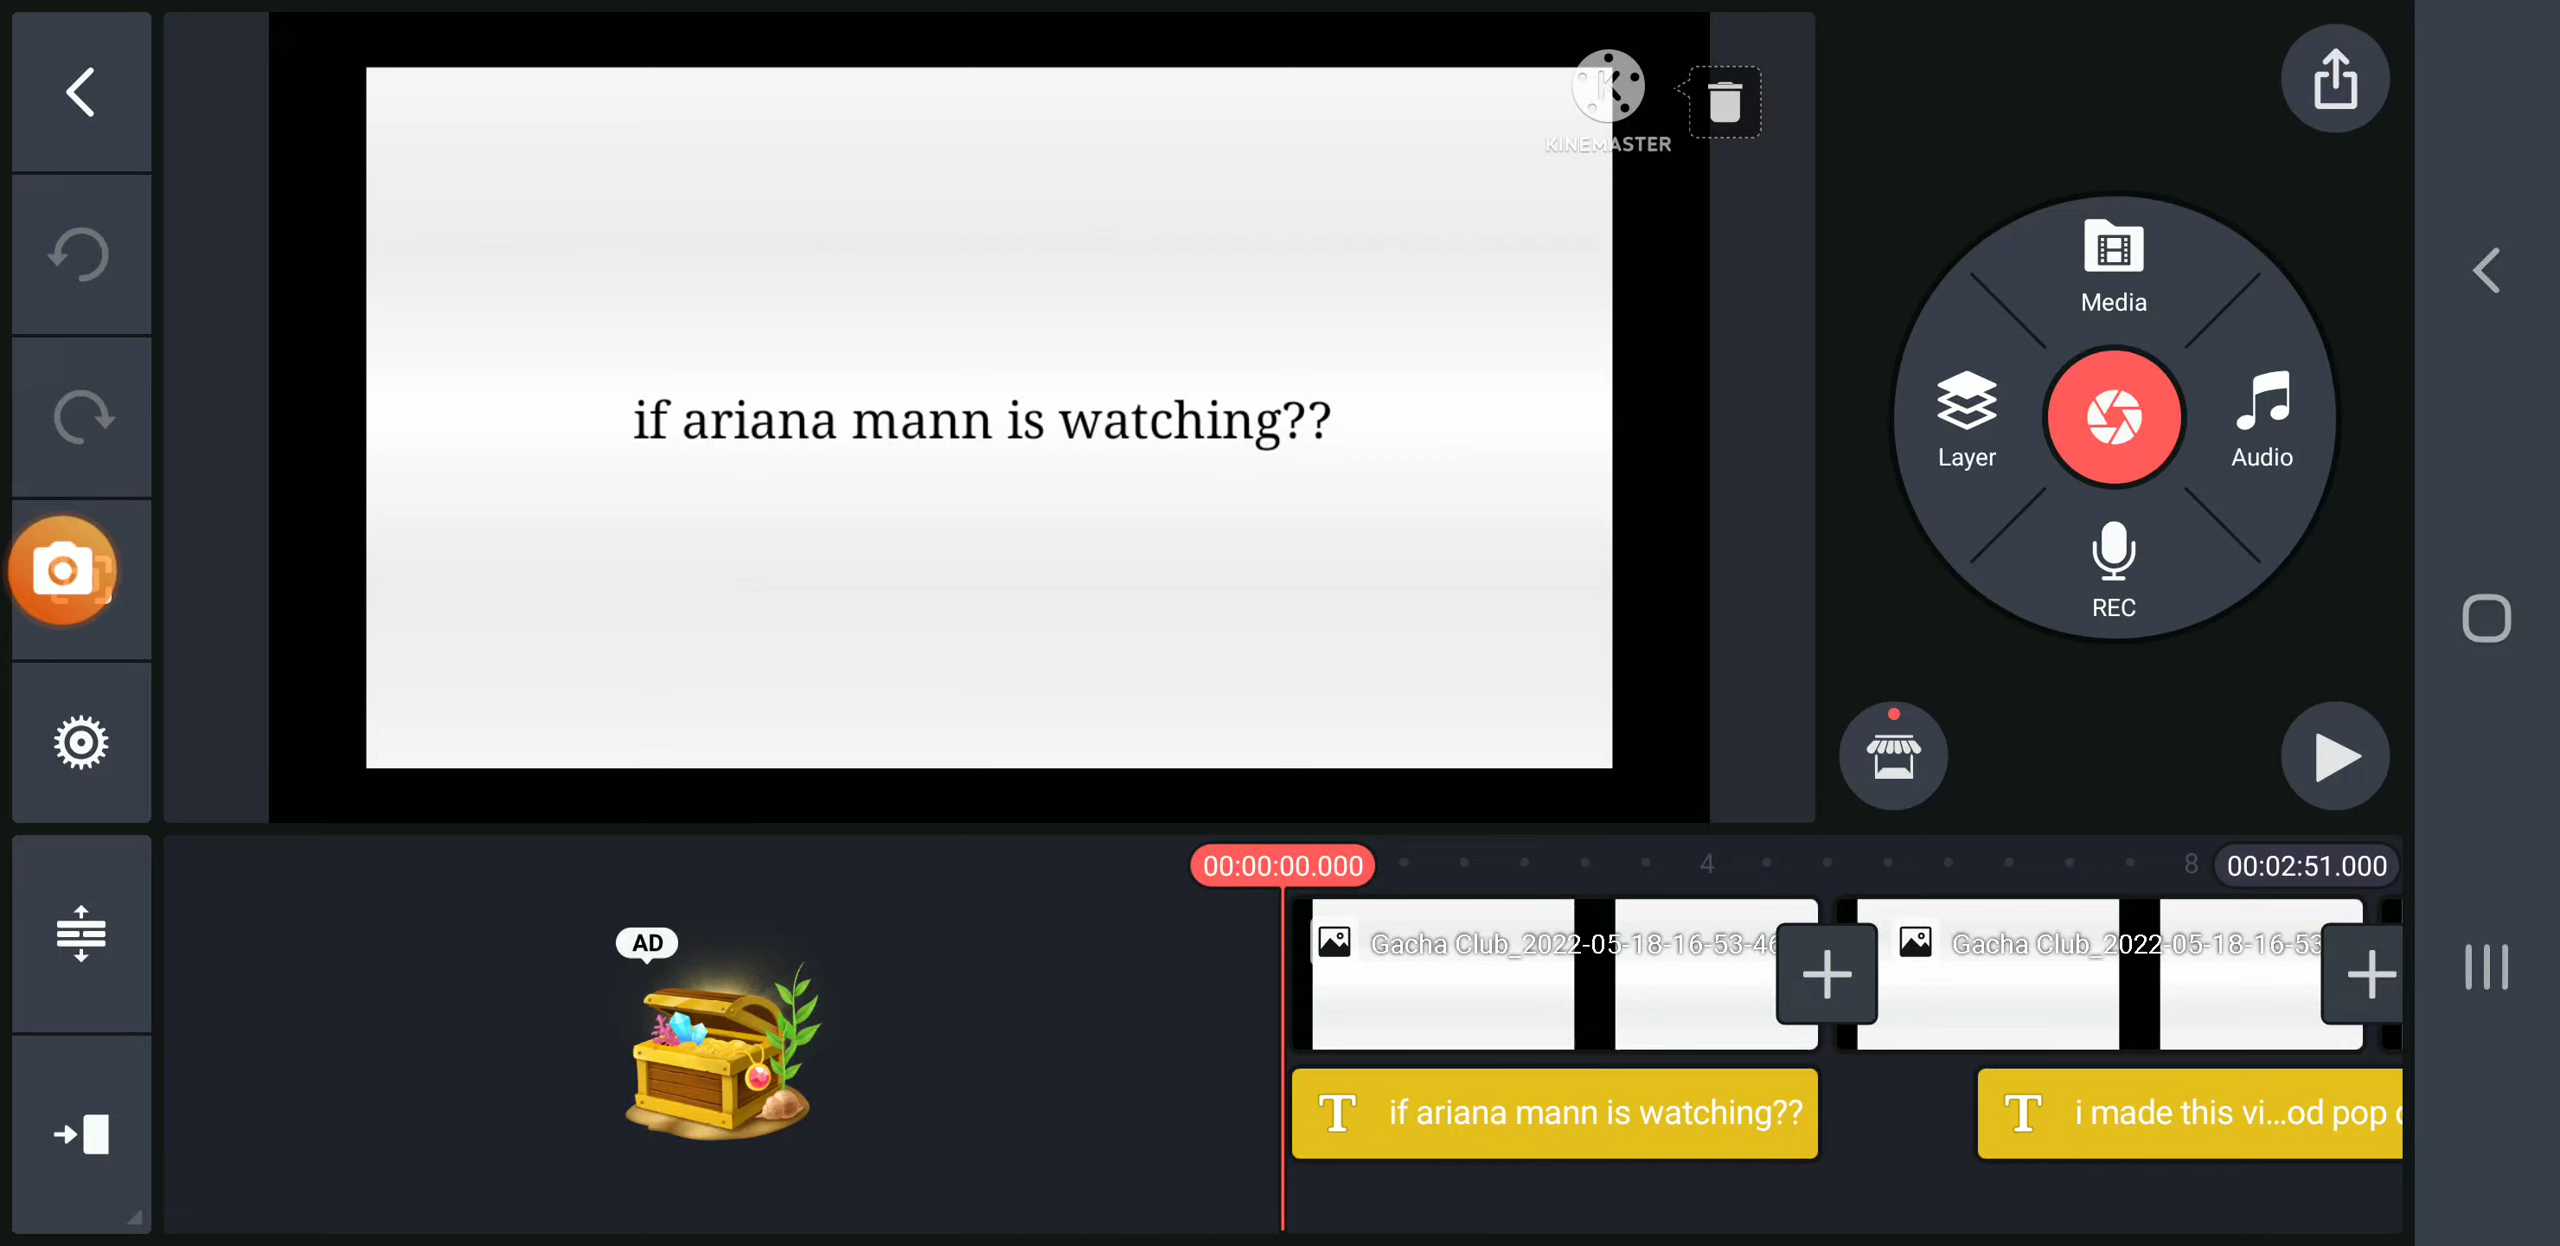 KINEMASTER
if ariana mann is watching??
Media
Layer
Audio
REC
00:00:00.000
4
8
00:02:51.000
AD
Gacha Club_2022-05-18-16-53-46
Gacha Club_2022-05-18-16-53
T if ariana mann is watching??
T i made this vi...od pop